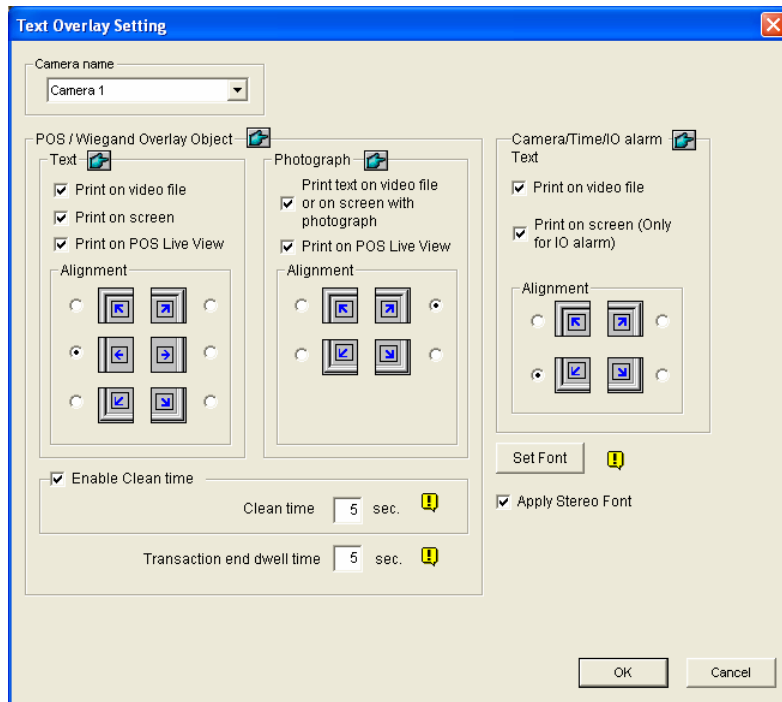 Text Overlay Setting
Camera name
Camera 1
POS / Wiegand Overlay Object
Text
Print on video file
Print on screen
Print on POS Live View
Alignment
Photograph
Print text on video file
or on screen with
photograph
Print on POS Live View
Alignment
Enable Clean time
Clean time 5 sec.
Transaction end dwell time 5 sec.
Camera/Time/IO alarm
Text
Print on video file
Print on screen (Only
for IO alarm)
Alignment
Set Font
Apply Stereo Font
OK
Cancel